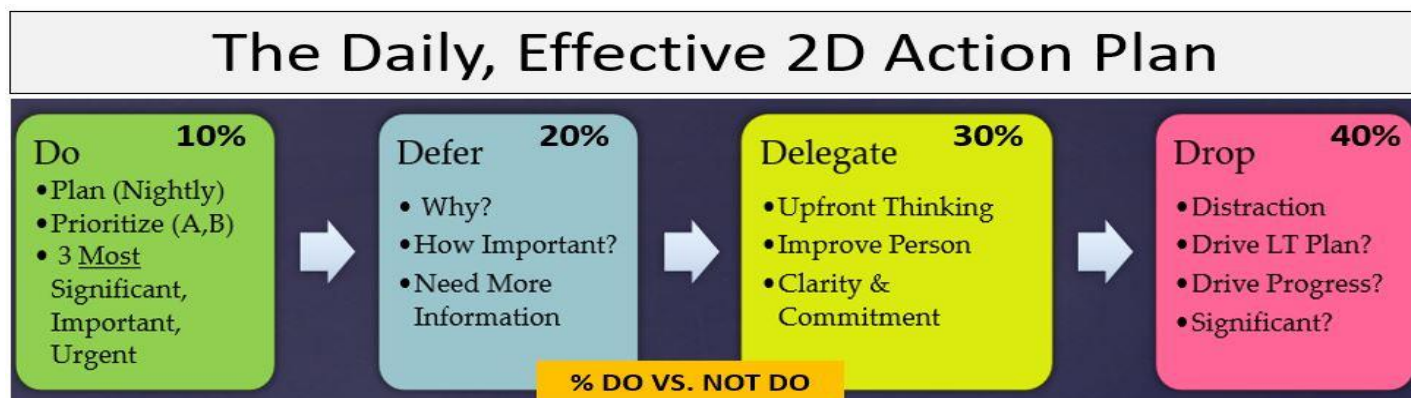 The Daily, Effective 2D Action Plan
10%
Do
•Plan (Nightly)
•Prioritize (A,B)
• 3 Most
Significant,
Important,
Urgent
20%
Defer
• Why?
•How Important?
•Need More
Information
30%
Delegate
•Upfront Thinking
•Improve Person
•Clarity &
Commitment
40%
Drop
•Distraction
•Drive LT Plan?
•Drive Progress?
•Significant?
% DO VS. NOT DO